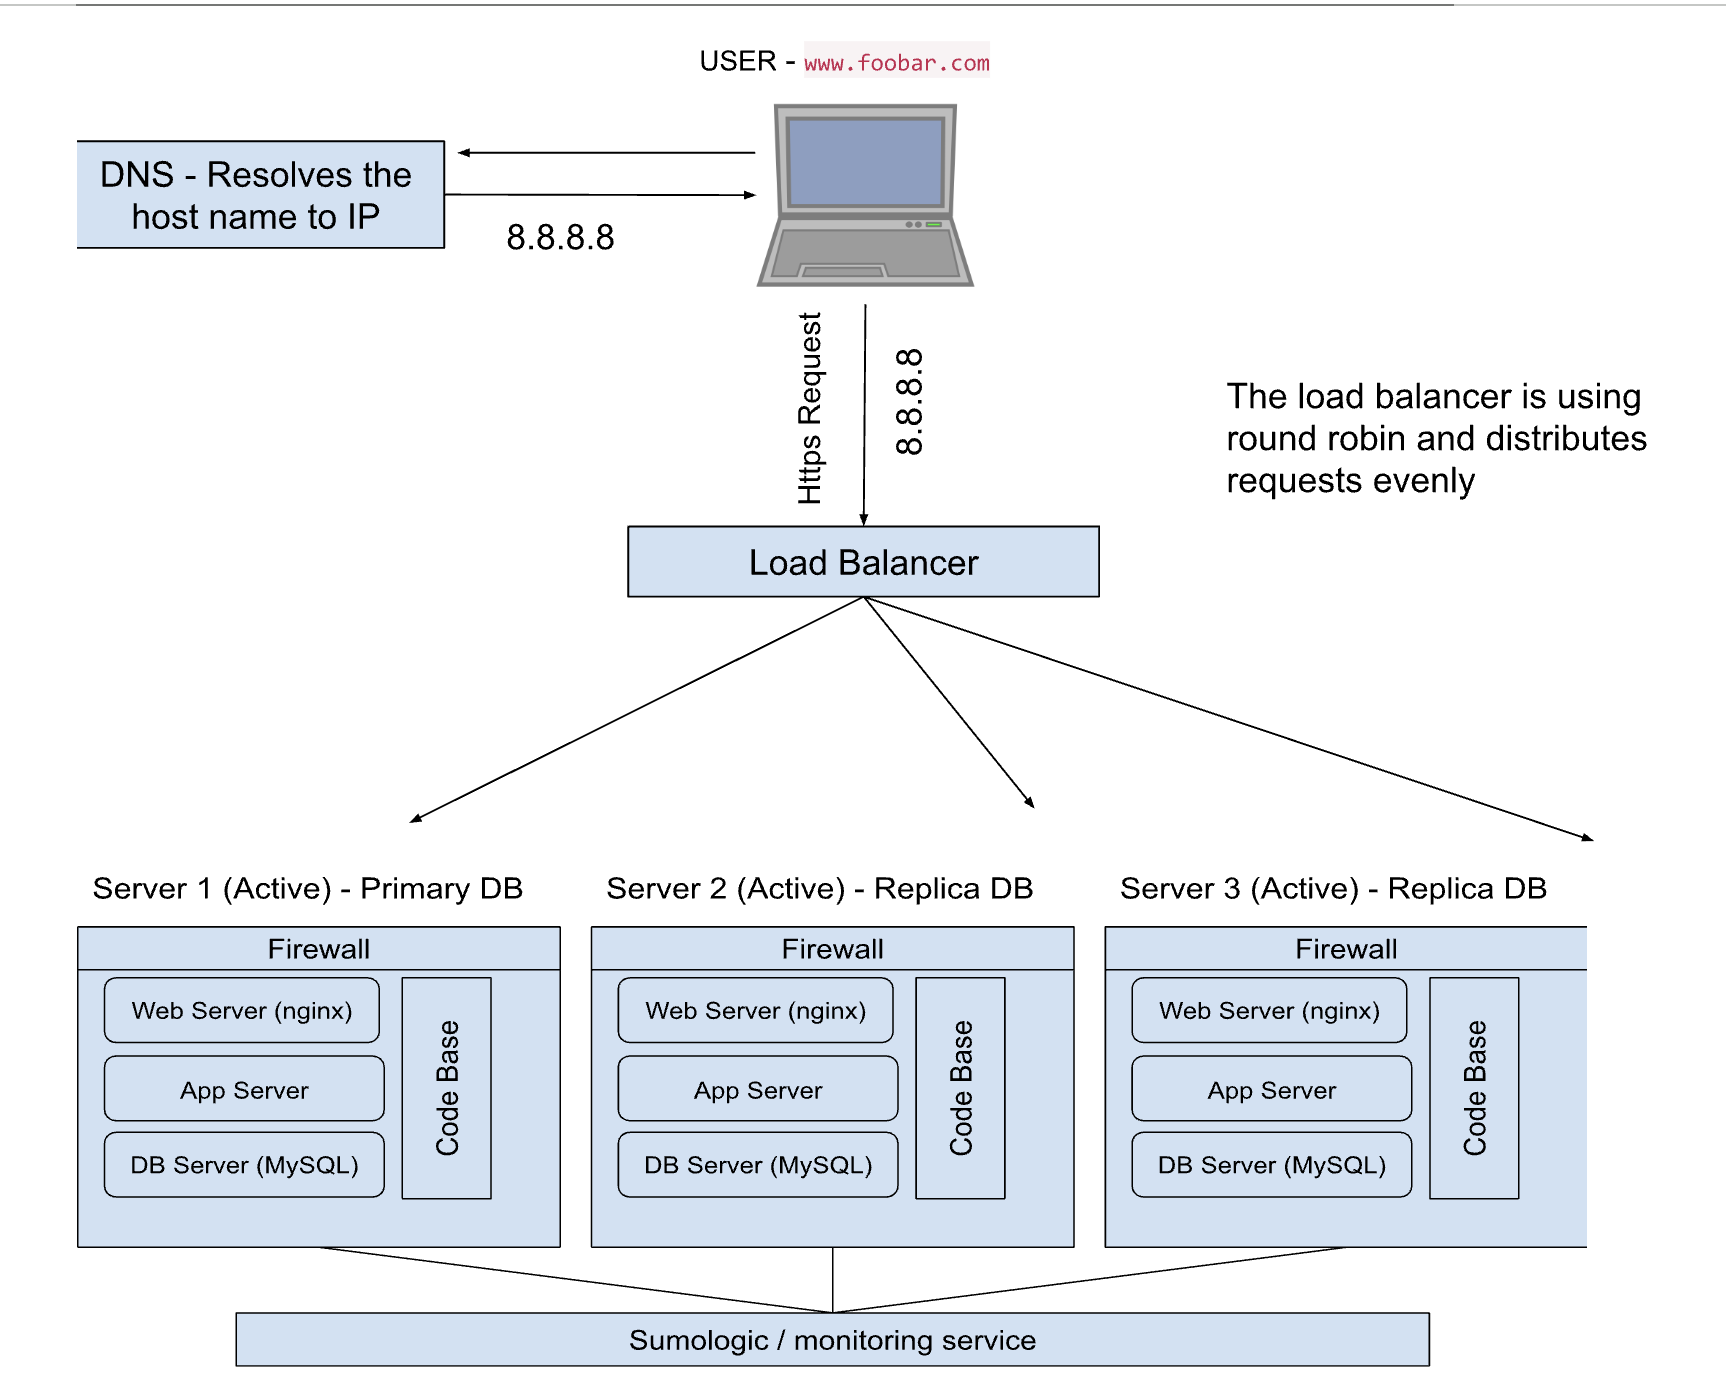 USER - www.foobar.com
DNS - Resolves the
host name to IP
8.8.8.8
Https Request
8.8.8.8
The load balancer is using
round robin and distributes
requests evenly
Load Balancer
Server 1 (Active) - Primary DB
Server 2 (Active) - Replica DB
Server 3 (Active) - Replica DB
Firewall
Web Server (nginx)
App Server
DB Server (MySQL)
Code Base
Firewall
Web Server (nginx)
App Server
DB Server (MySQL)
Code Base
Firewall
Web Server (nginx)
App Server
DB Server (MySQL)
Code Base
Sumologic / monitoring service